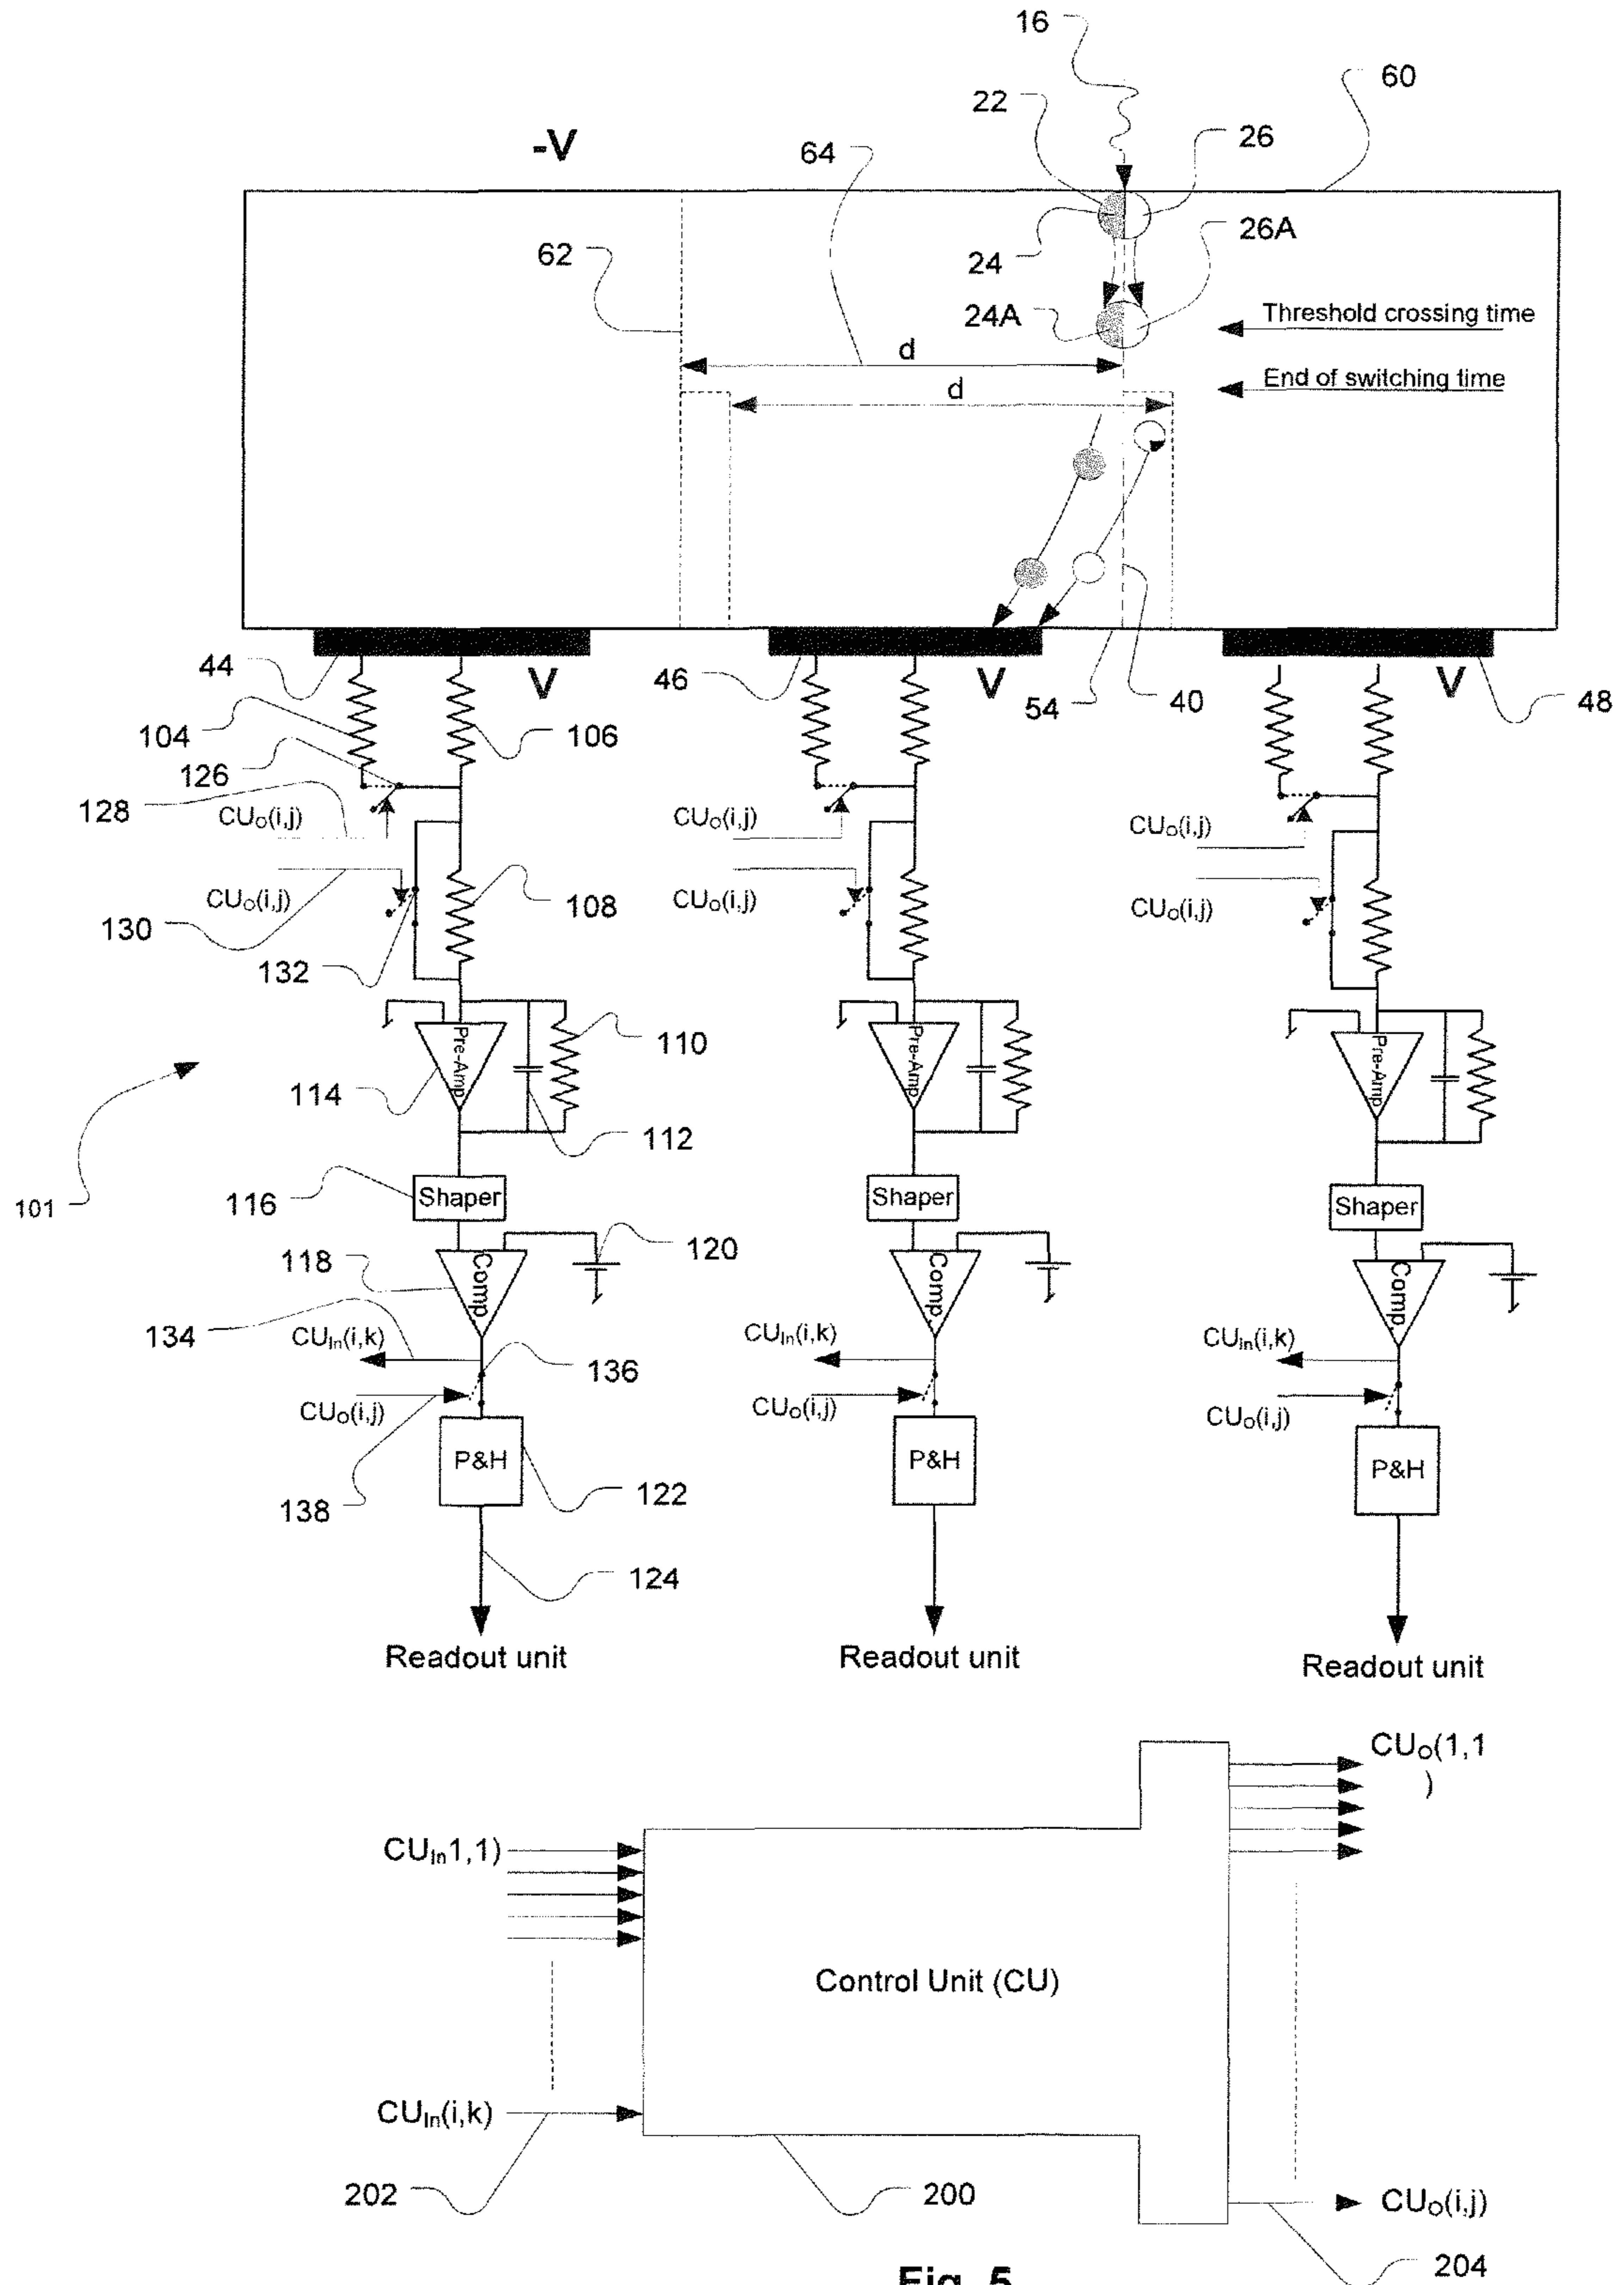 16
60
22
-V
26
64
62
24
26A
24A
Threshold crossing time
d
End of switching time
d
44
V
46
V
54
40
V
48
104
106
126
128
CUO(i,j)
CUO(i,j)
CUO(i,j)
CUO(i,j)
CUO(i,j)
CUO(i,j)
108
130
132
110
Pre-Amp
Pre-Amp
Pre-Amp
114
112
101
116
Shaper
Shaper
Shaper
118
120
Comp.
Comp.
Comp.
134
CUIn(i,k)
CUIn(i,k)
CUIn(i,k)
136
CUO(i,j)
CUO(i,j)
CUO(i,j)
P&H
P&H
P&H
138
122
124
Readout unit
Readout unit
Readout unit
CUO(1,1
)
CUIn1,1)
Control Unit (CU)
CUIn(i,k)
202
200
CUO(i,j)
204
Fig. 5